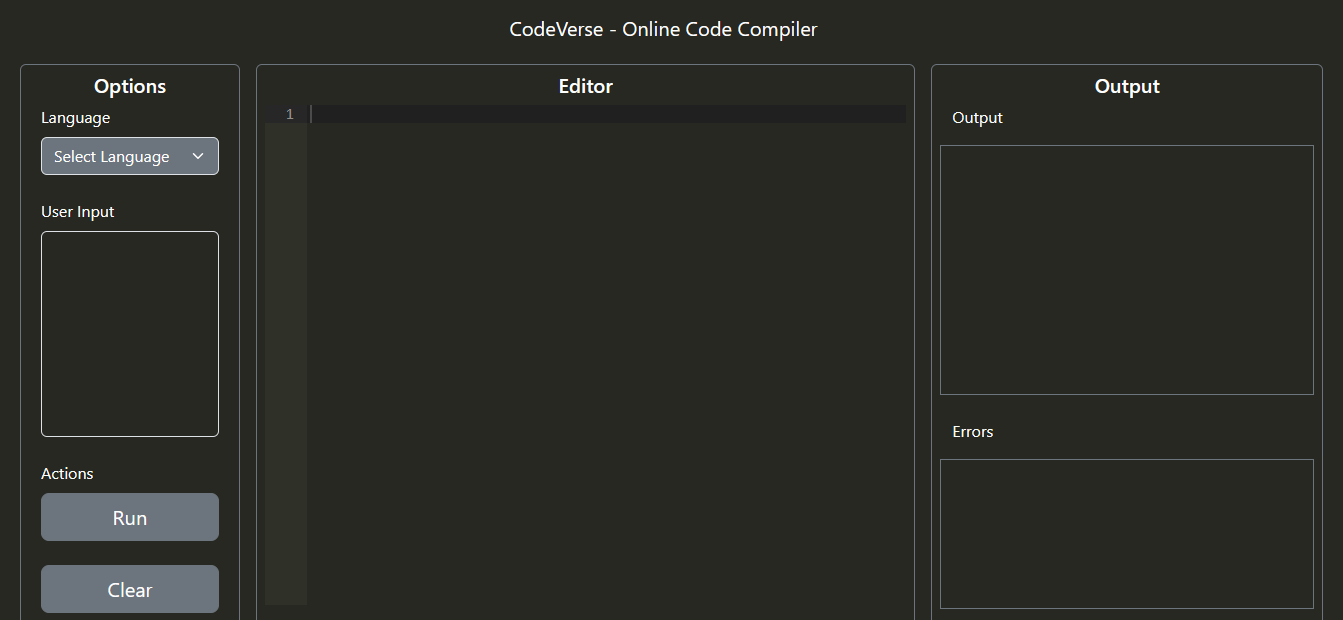 CodeVerse - Online Code Compiler
Options
Language
Select Language
User Input
Actions
Run
Clear
Editor
1
Output
Output
Errors